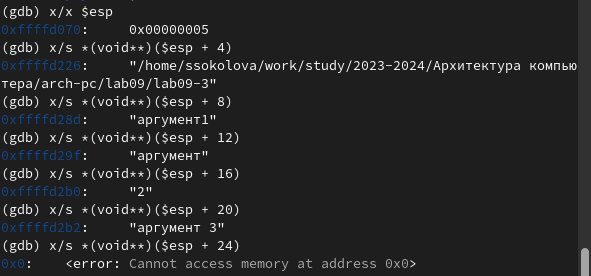 (gdb) x/x $esp
0xffffd070:     0x00000005
(gdb) x/s *(void**)($esp + 4)
0xffffd226:     "/home/ssokolova/work/study/2023-2024/Архитектура компью
тера/arch-pc/lab09/lab09-3"
(gdb) x/s *(void**)($esp + 8)
0xffffd28d:     "аргумент1"
(gdb) x/s *(void**)($esp + 12)
0xffffd29f:     "аргумент"
(gdb) x/s *(void**)($esp + 16)
0xffffd2b0:     "2"
(gdb) x/s *(void**)($esp + 20)
0xffffd2b2:     "аргумент 3"
(gdb) x/s *(void**)($esp + 24)
0x0:    <error: Cannot access memory at address 0x0>